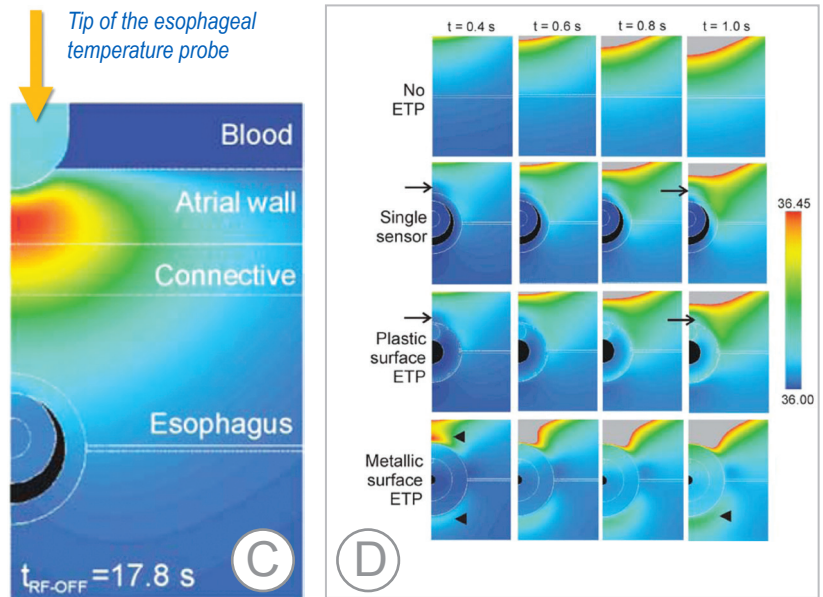 Tip of the esophageal
temperature probe
Blood
Atrial wall
Connective
Esophagus
t_RF-OFF =17.8 s
C
t = 0.4 s t = 0.6 s t = 0.8 s t = 1.0 s
No
ETP
Single
sensor
Plastic
surface
ETP
Metallic
surface
ETP
36.45
36.00
D